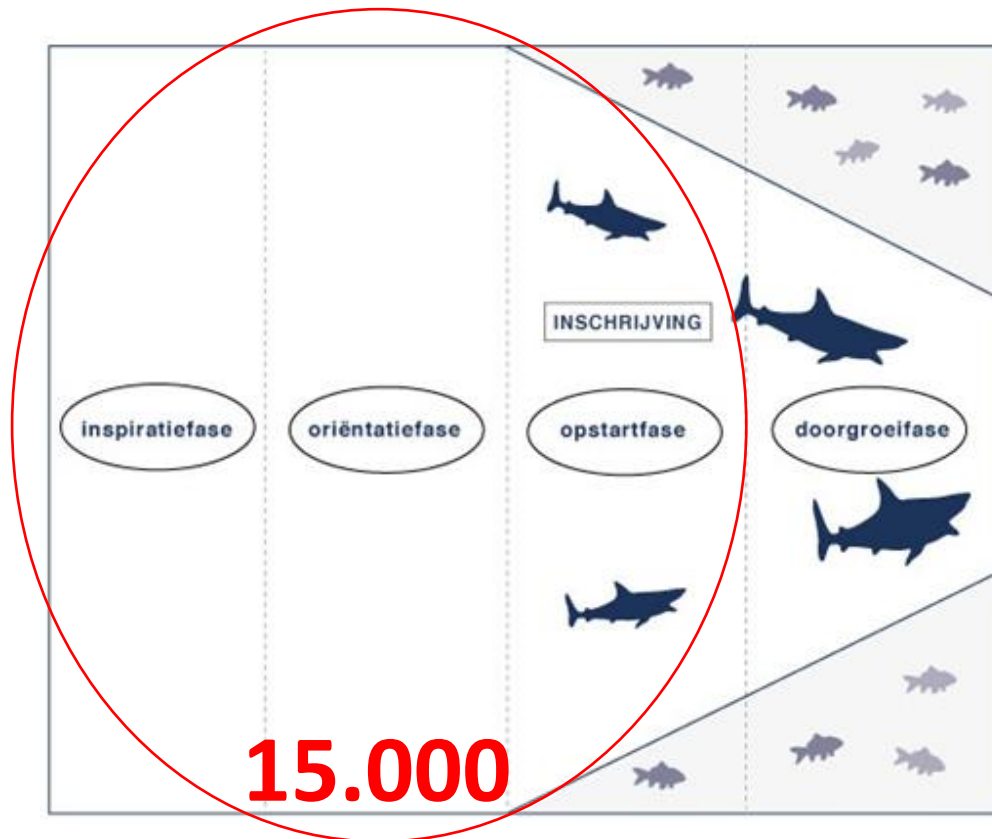 INSCHRIJVING
inspiratiefase
oriëntatiefase
opstartfase
doorgroeifase
15.000